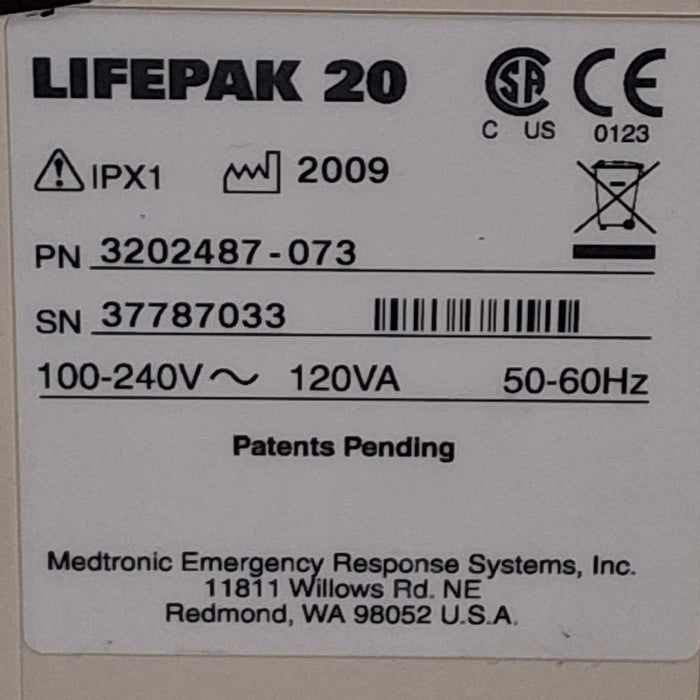 LIFEPAK 20
SA CE
C US 0123
IPX1 2009
PN 3202487-073
SN 37787033
100-240V~ 120VA 50-60Hz
Patents Pending
Medtronic Emergency Response Systems, Inc.
11811 Willows Rd. NE
Redmond, WA 98052 U.S.A.